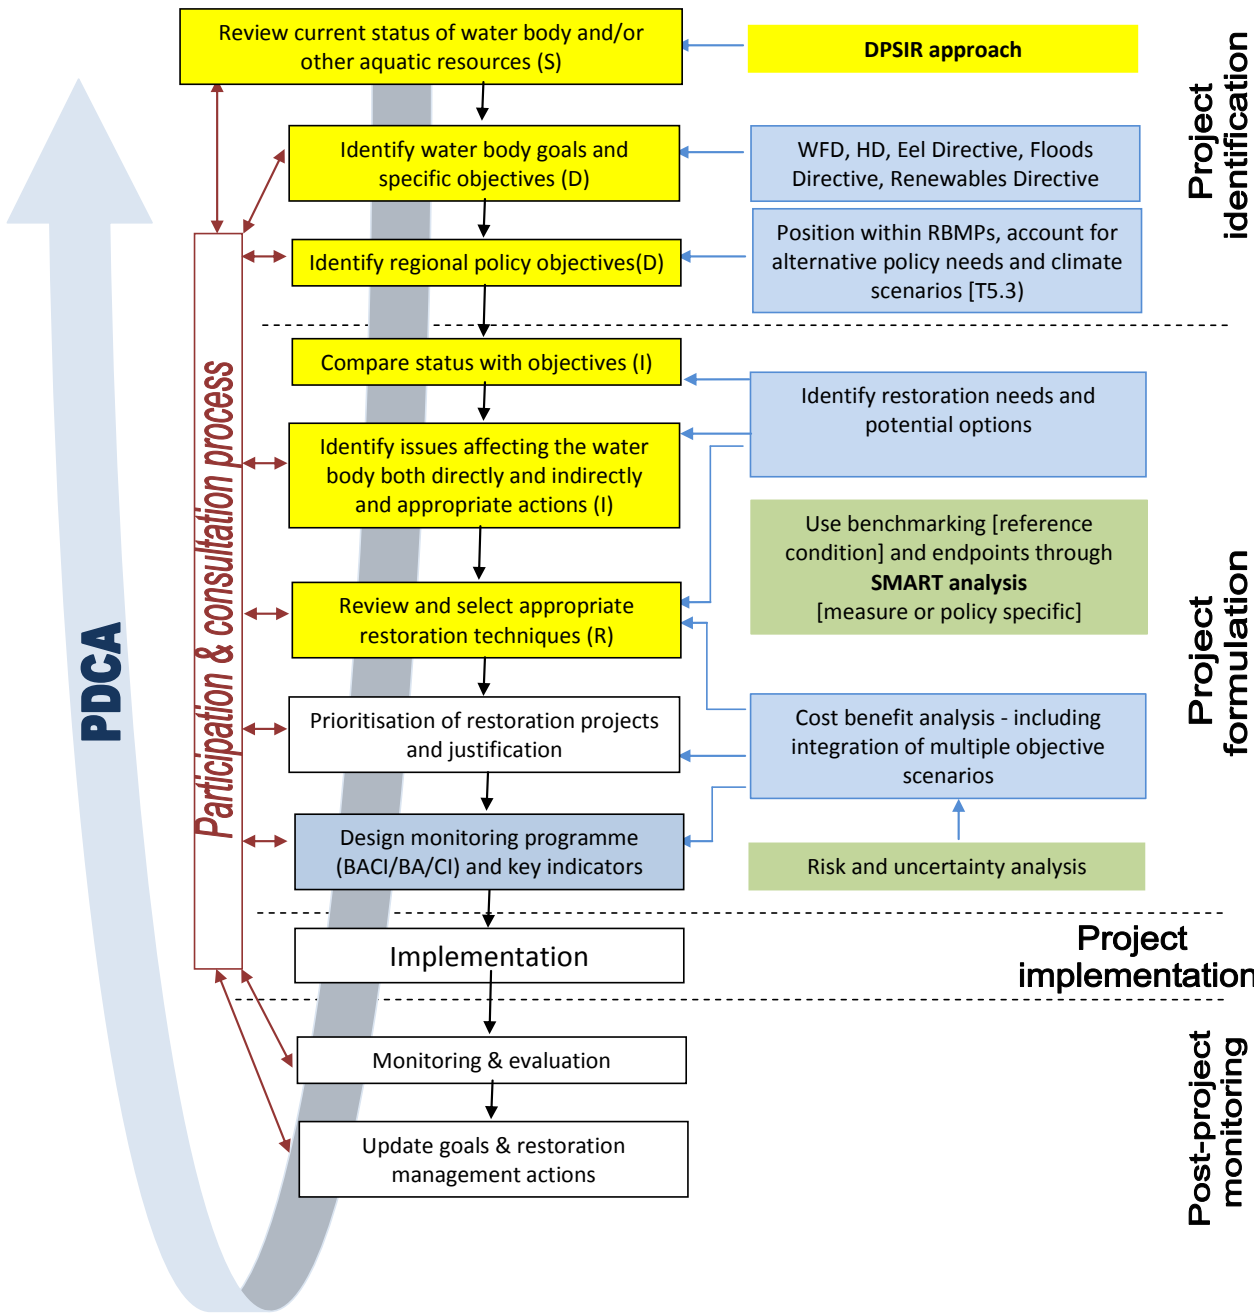 Review current status of water body and/or
other aquatic resources (S)
DPSIR approach
Project
identification
Identify water body goals and
specific objectives (D)
WFD, HD, Eel Directive, Floods
Directive, Renewables Directive
Identify regional policy objectives(D)
Position within RBMPs, account for
alternative policy needs and climate
scenarios [T5.3)
PDCA
Participation & consultation process
Compare status with objectives (I)
Identify restoration needs and
potential options
Identify issues affecting the water
body both directly and indirectly
and appropriate actions (I)
Use benchmarking [reference
condition] and endpoints through
SMART analysis
[measure or policy specific]
Project
formulation
Review and select appropriate
restoration techniques (R)
Prioritisation of restoration projects
and justification
Cost benefit analysis - including
integration of multiple objective
scenarios
Design monitoring programme
(BACI/BA/CI) and key indicators
Risk and uncertainty analysis
Implementation
Project
implementation
Monitoring & evaluation
Update goals & restoration
management actions
Post-project
monitoring